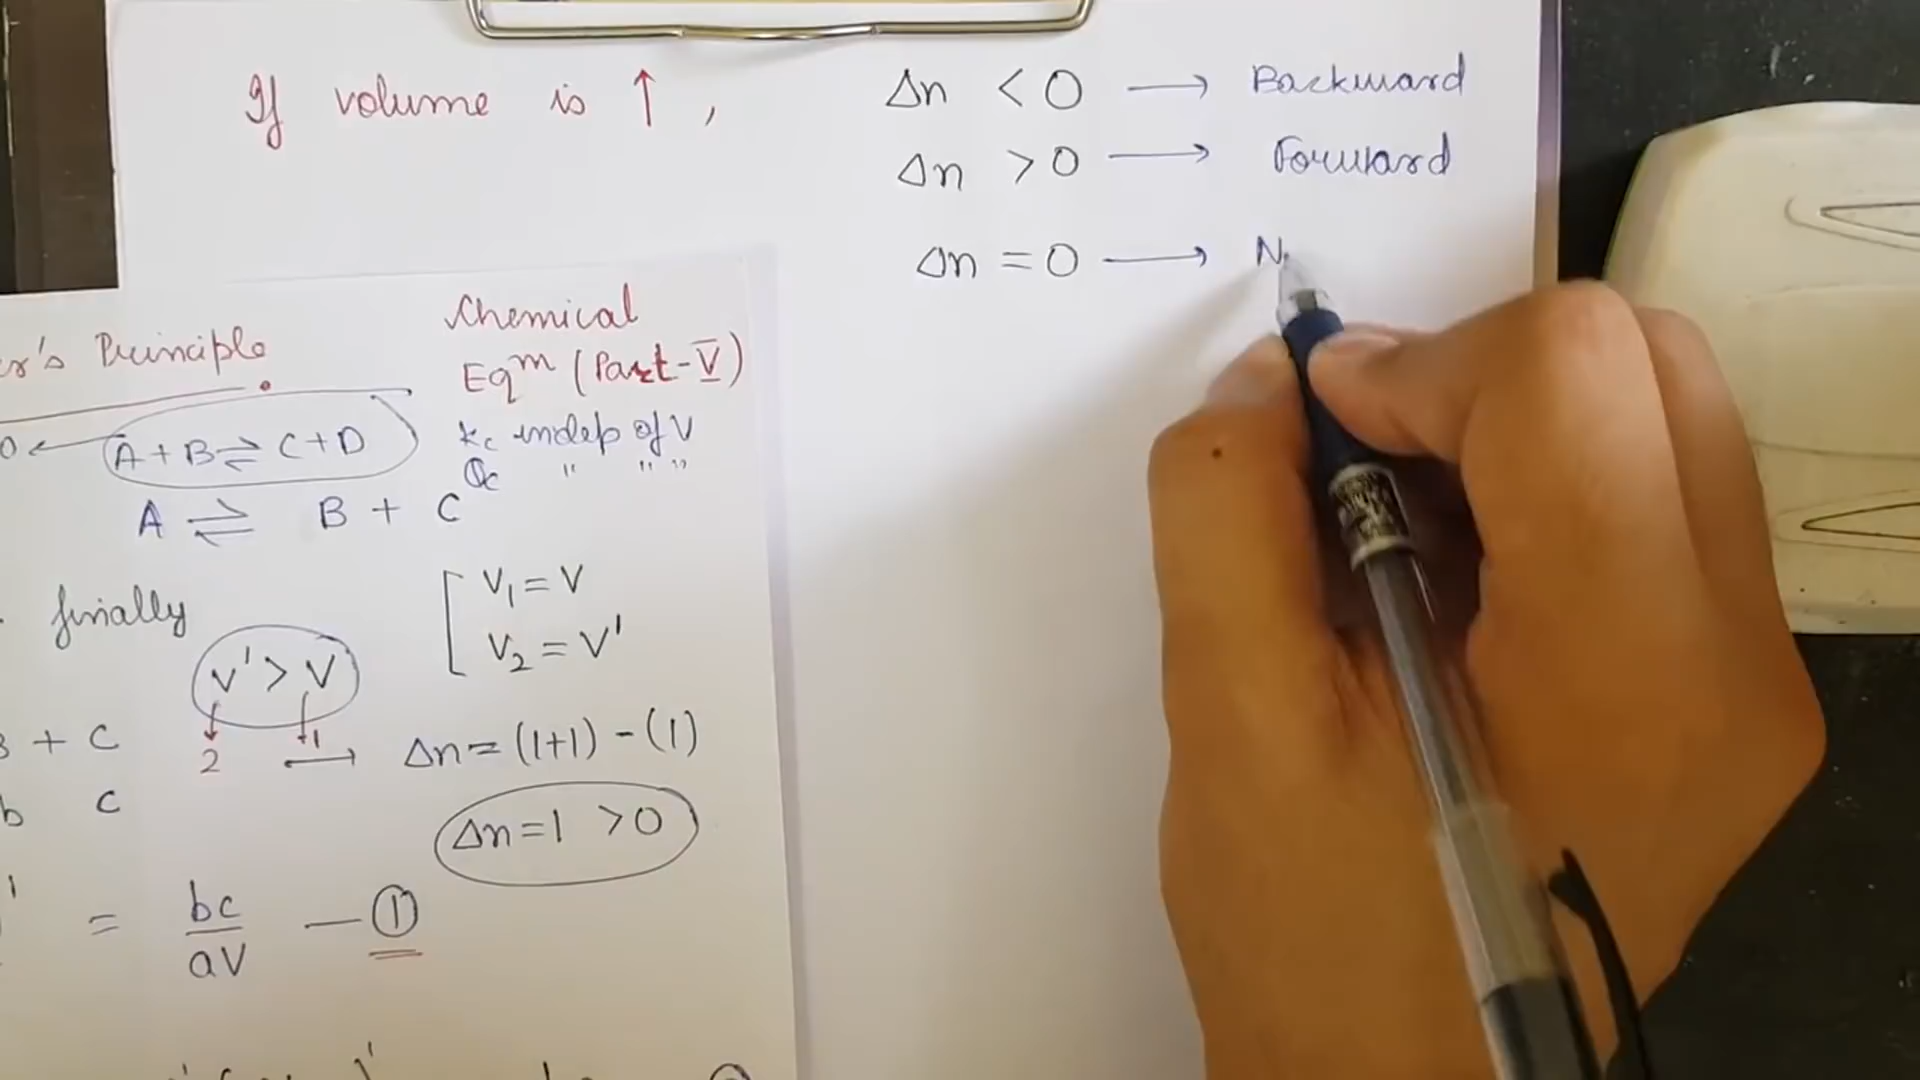 If volume is ↑ ,
Δn < 0 → Backward
Δn > 0 → Forward
Δn = 0 → N
Principle
Chemical
Eqᵐ (Part-V)
A + B ⇌ C + D
Kc indep of V
Qc " " "
A ⇌ B + C
finally
V₁ = V
V₂ = V'
V' > V
2 1
+ C
Δn = (1+1) - (1)
b c
Δn = 1 > 0
= bc/aV — ①